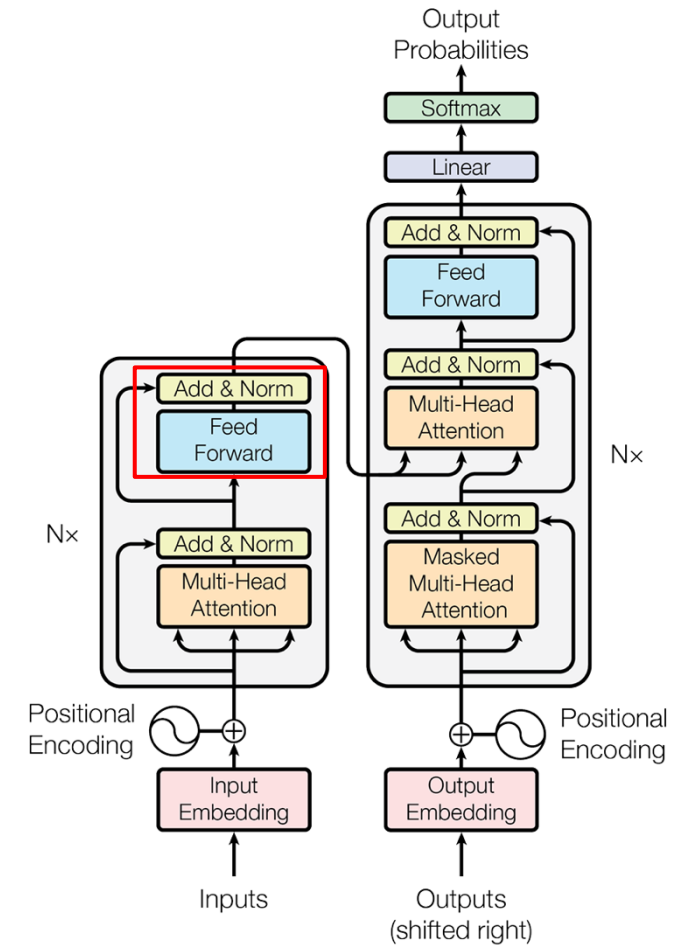 Output
Probabilities
Softmax
Linear
Add & Norm
Feed
Forward
Add & Norm
Multi-Head
Attention
Nx
Add & Norm
Masked
Multi-Head
Attention
Positional
Encoding
Output
Embedding
Outputs
(shifted right)
Add & Norm
Feed
Forward
Nx
Add & Norm
Multi-Head
Attention
Positional
Encoding
Input
Embedding
Inputs